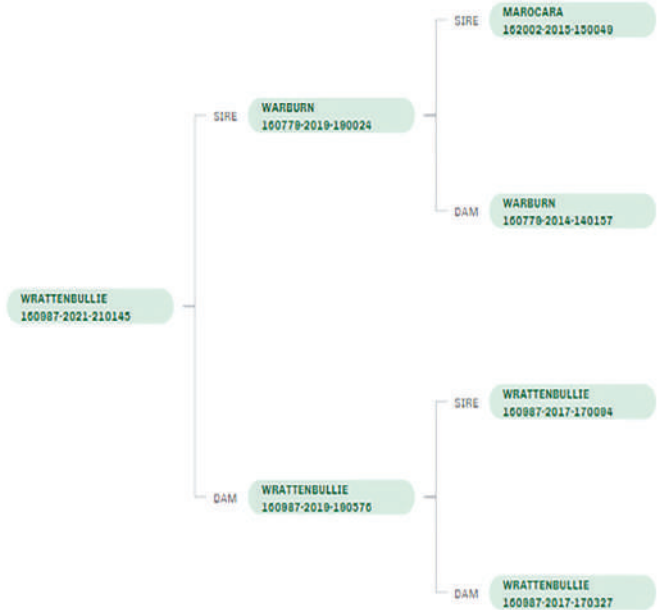 SIRE
MAROCARA
162002-2015-150049
SIRE
WARBURN
160779-2019-190024
DAM
WARBURN
160779-2014-140157
WRATTENBULLIE
160987-2021-210145
SIRE
WRATTENBULLIE
160987-2017-170094
DAM
WRATTENBULLIE
160987-2019-190576
DAM
WRATTENBULLIE
160987-2017-170327